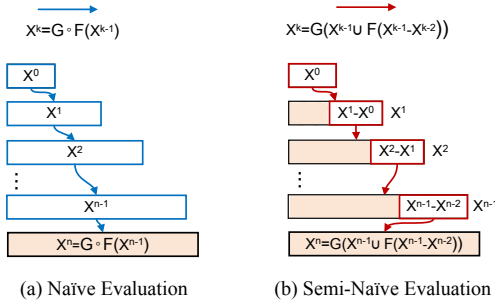 Xᵏ=G∘F(Xᵏ⁻¹)
X⁰
X¹
X²
⋮
Xⁿ⁻¹
Xⁿ=G∘F(Xⁿ⁻¹)
(a) Naïve Evaluation
Xᵏ=G(Xᵏ⁻¹∪ F(Xᵏ⁻¹-Xᵏ⁻²))
X⁰
X¹-X⁰ X¹
X²-X¹ X²
⋮
Xⁿ⁻¹-Xⁿ⁻² Xⁿ⁻¹
Xⁿ=G(Xⁿ⁻¹∪ F(Xⁿ⁻¹-Xⁿ⁻²))
(b) Semi-Naïve Evaluation